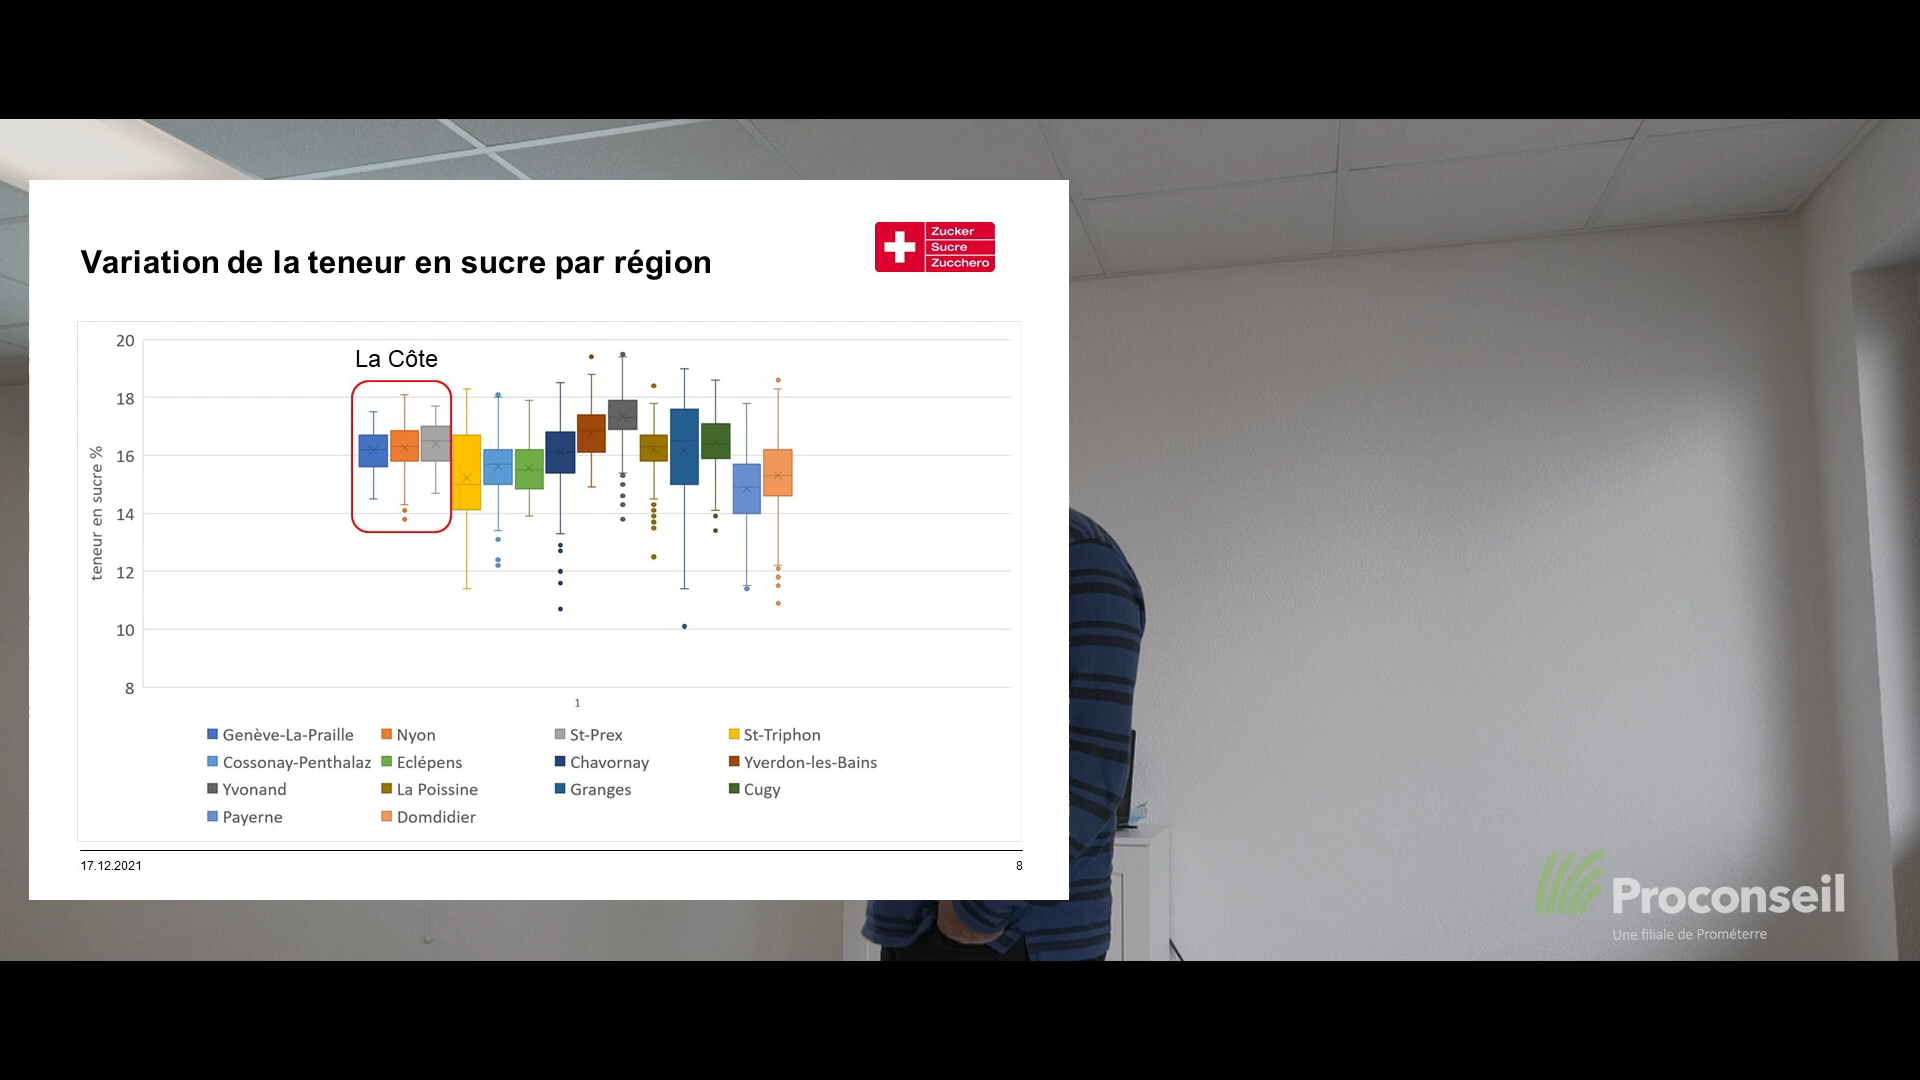 Variation de la teneur en sucre par région
Zucker
Sucre
Zucchero
La Côte
20
18
16
14
12
10
8
teneur en sucre %
1
Genève-La-Praille Nyon St-Prex St-Triphon
Cossonay-Penthalaz Eclépens Chavornay Yverdon-les-Bains
Yvonand La Poissine Granges Cugy
Payerne Domdidier
17.12.2021 8
Proconseil
Une filiale de Prométerre